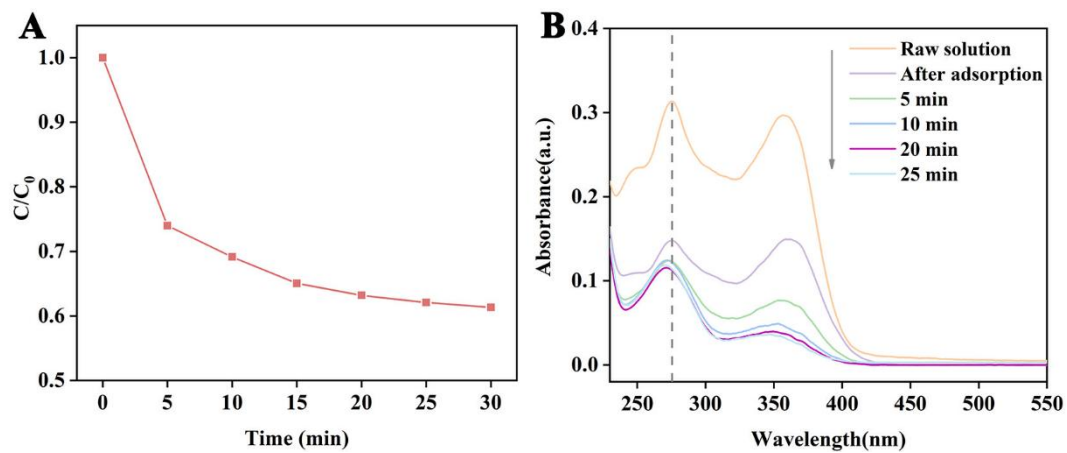 A
1.0
0.9
0.8
0.7
0.6
0.5
C/C0
0 5 10 15 20 25 30
Time (min)
B
0.4
0.3
0.2
0.1
0.0
Absorbance(a.u.)
Raw solution
After adsorption
5 min
10 min
20 min
25 min
250 300 350 400 450 500 550
Wavelength(nm)